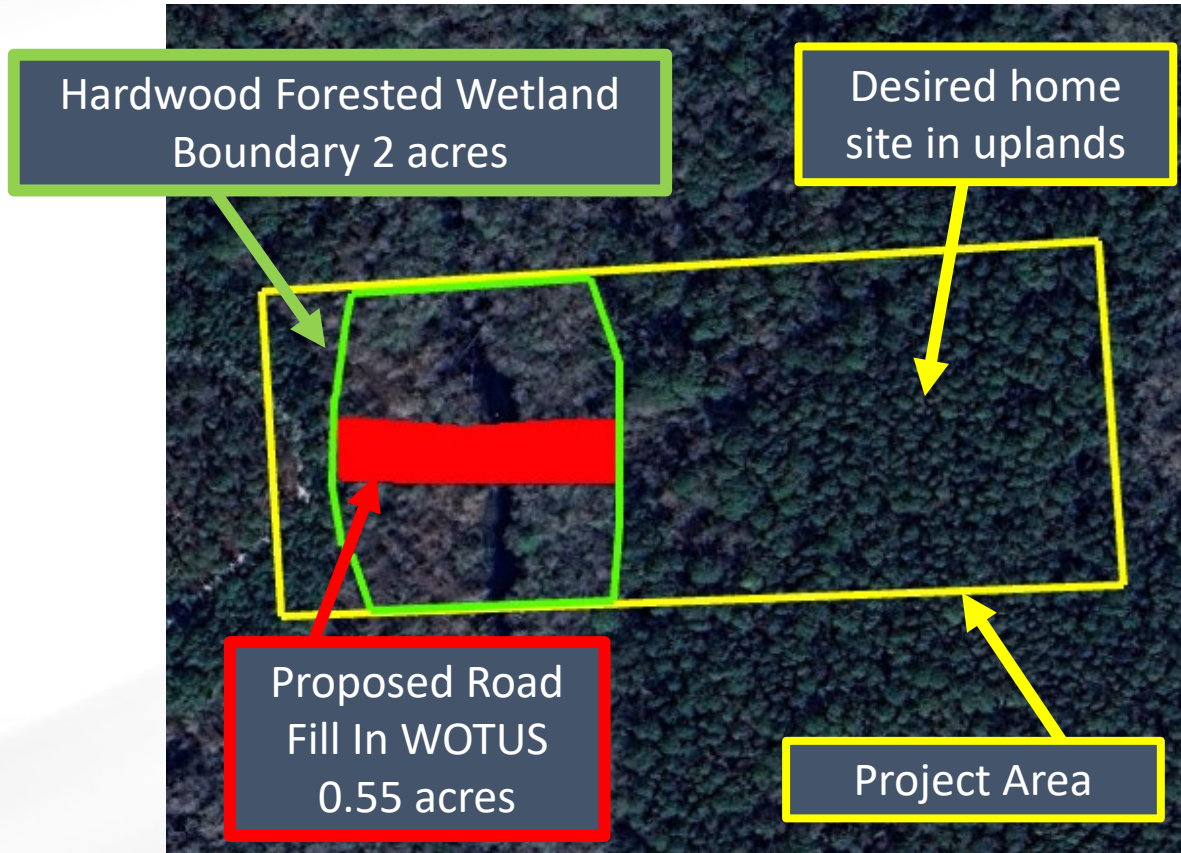 Hardwood Forested Wetland
Boundary 2 acres
Desired home
site in uplands
Proposed Road
Fill In WOTUS
0.55 acres
Project Area